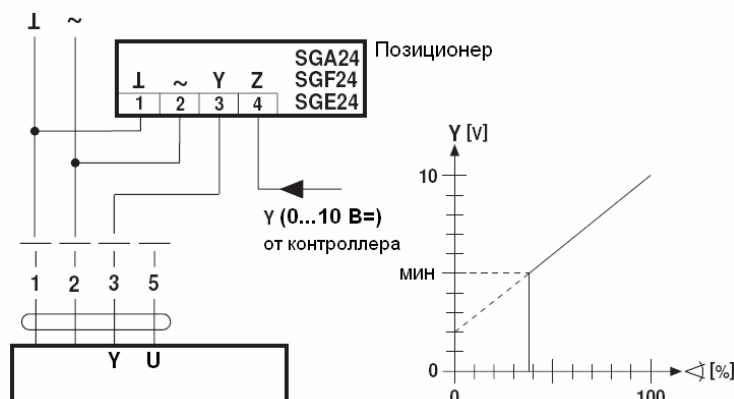 ⊥ ~
SGA24
SGF24
SGE24
Позиционер
⊥ ~ Y Z
1 2 3 4
Y (0...10 В=)
от контроллера
1 2 3 5
Y U
Y [V]
10
мин
0
0 100 [%]